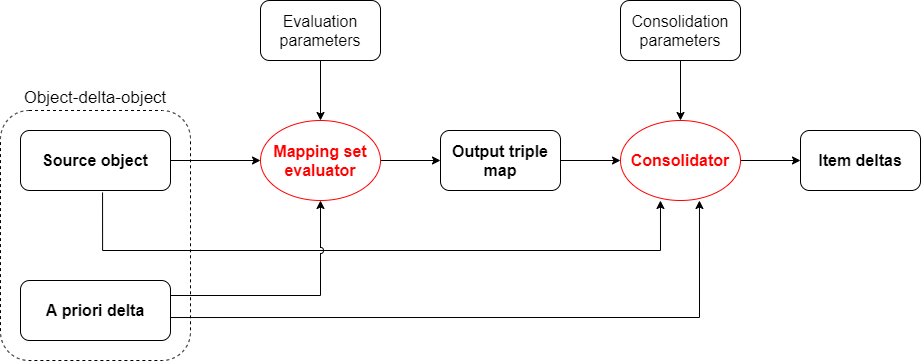 Evaluation
parameters
Consolidation
parameters
Object-delta-object
Source object
Mapping set
evaluator
Output triple
map
Consolidator
Item deltas
A priori delta